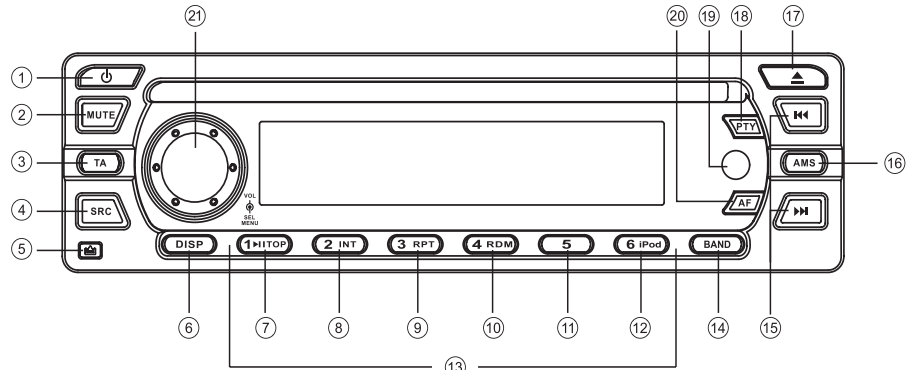 21 20 19 18 17
1
2 MUTE PTY
3 TA AMS 16
4 SRC VOL AF
SEL
MENU
5
DISP 1 TOP 2 INT 3 RPT 4 RDM 5 6 iPod BAND
6 7 8 9 10 11 12 14 15
13